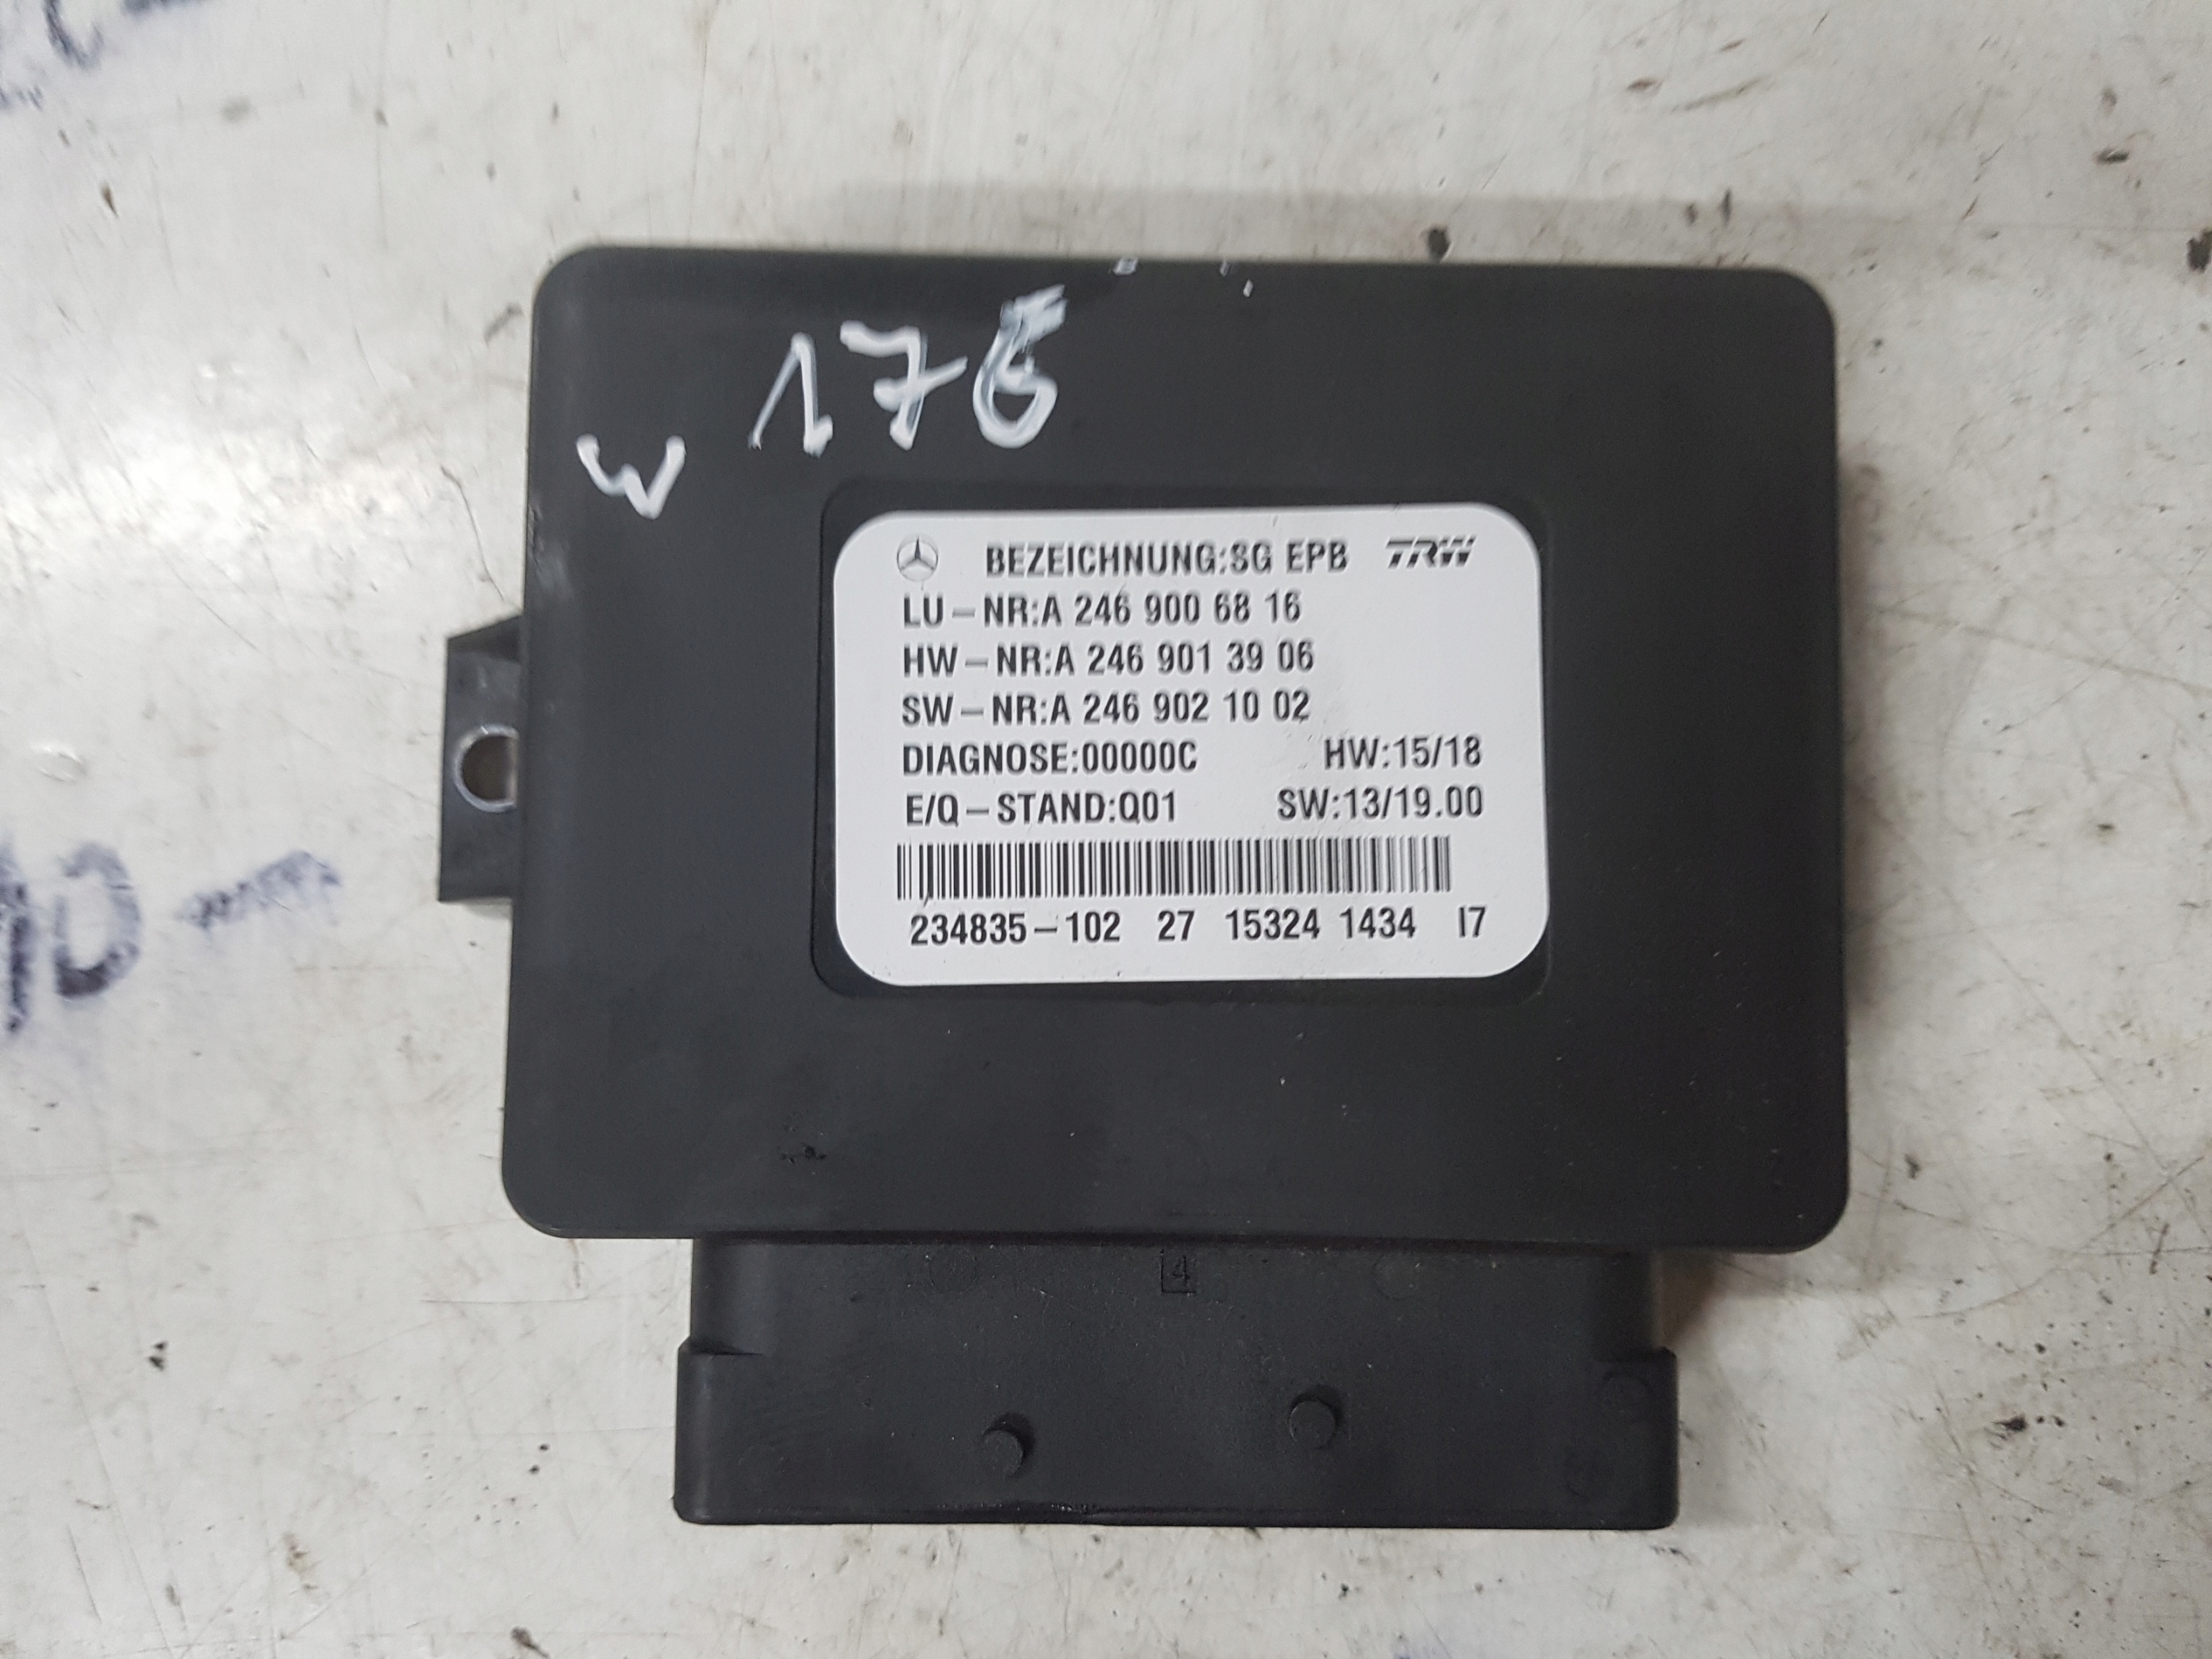 W 176
BEZEICHNUNG:SG EPB TRW
LU-NR:A 246 900 68 16
HW-NR:A 246 901 39 06
SW-NR:A 246 902 10 02
DIAGNOSE:00000C HW:15/18
E/Q-STAND:Q01 SW:13/19.00
234835-102 27 15324 1434 I7
4